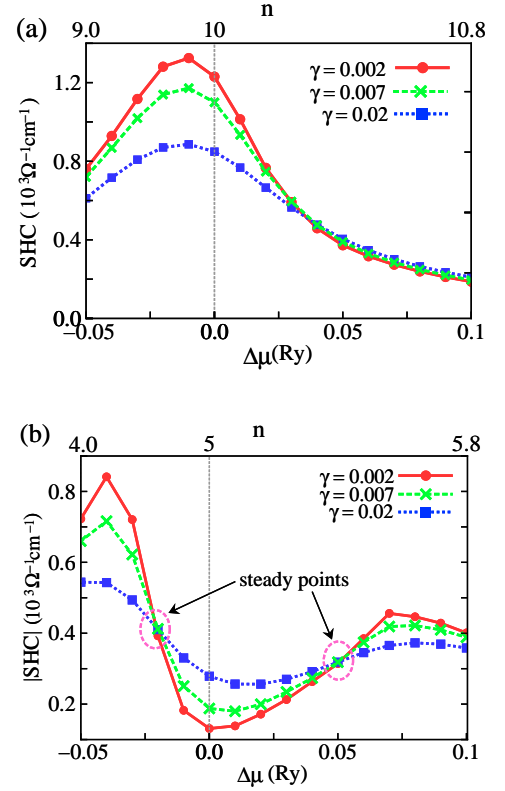 (a)
n
9.0 10 10.8
γ = 0.002
γ = 0.007
γ = 0.02
SHC ( 10³Ω⁻¹cm⁻¹)
1.2
0.8
0.4
0.0
−0.05 0.0 0.05 0.1
Δμ(Ry)
(b)
n
4.0 5 5.8
γ = 0.002
γ = 0.007
γ = 0.02
|SHC| (10³Ω⁻¹cm⁻¹)
0.8
0.6
0.4
0.2
steady points
−0.05 0.0 0.05 0.1
Δμ (Ry)